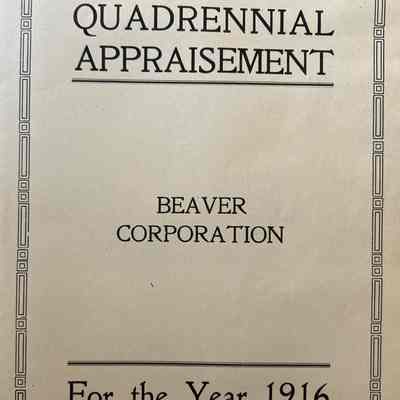 QUADRENNIAL
APPRAISEMENT
BEAVER
CORPORATION
For the Year 1916